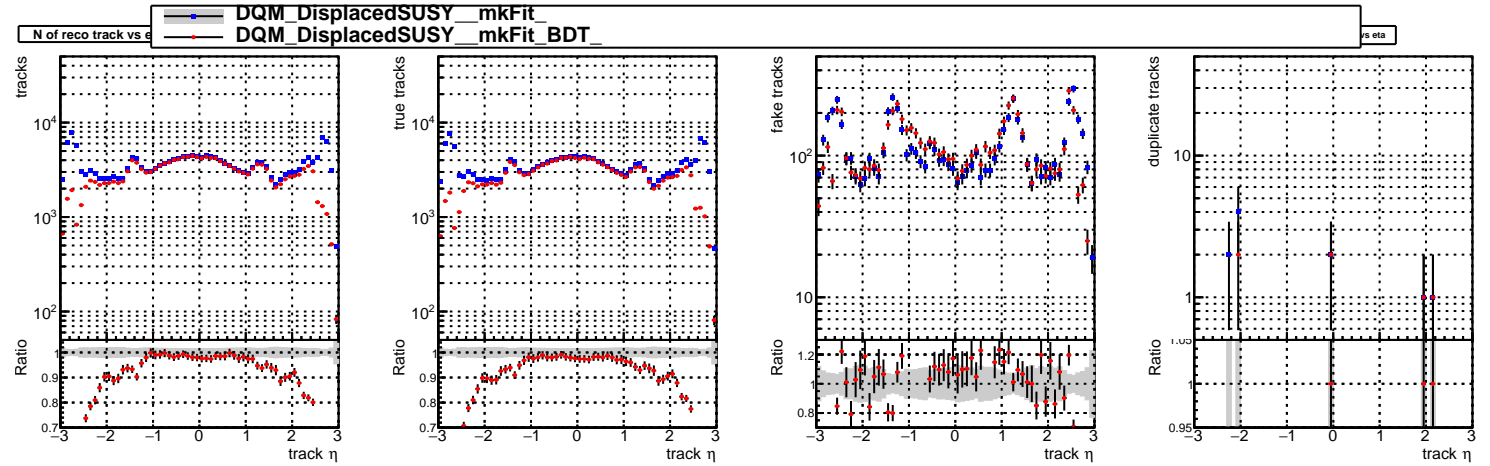 DQM_DisplacedSUSY__mkFit_
DQM_DisplacedSUSY__mkFit_BDT_
N of reco track vs e
vs eta
tracks
10⁴
10³
10²
Ratio
1
0.9
0.8
0.7
−3 −2 −1 0 1 2 3
track η
true tracks
10⁴
10³
10²
Ratio
1
0.9
0.8
0.7
−3 −2 −1 0 1 2 3
track η
fake tracks
10²
10
Ratio
1.2
1
0.8
−3 −2 −1 0 1 2 3
track η
duplicate tracks
10
1
Ratio
1.05
1
0.95
−3 −2 −1 0 1 2 3
track η